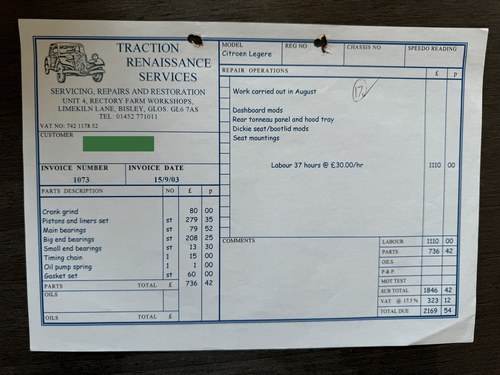 TRACTION
RENAISSANCE
SERVICES
SERVICING, REPAIRS AND RESTORATION
UNIT 4, RECTORY FARM WORKSHOPS,
LIMEKILN LANE, BISLEY, GLOS. GL6 7AS
TEL: 01452 771011
VAT NO: 742 1178 52
CUSTOMER
INVOICE NUMBER INVOICE DATE
1073 15/9/03
PARTS DESCRIPTION NO £ p
Crank grind 80 00
Pistons and liners set st 279 35
Main bearings st 79 52
Big end bearings st 208 25
Small end bearings st 13 30
Timing chain 1 15 00
Oil pump spring 1 1 00
Gasket set st 60 00
PARTS TOTAL £ 736 42
OILS
OILS TOTAL £
MODEL REG NO CHASSIS NO SPEEDO READING
Citroen Legere
REPAIR OPERATIONS £ p
Work carried out in August
Dashboard mods
Rear tonneau panel and hood tray
Dickie seat/bootlid mods
Seat mountings
Labour 37 hours @ £30.00/hr 1110 00
COMMENTS
LABOUR 1110 00
PARTS 736 42
OILS
P & P
MOT TEST
SUB TOTAL 1846 42
VAT @ 17.5% 323 12
TOTAL DUE 2169 54